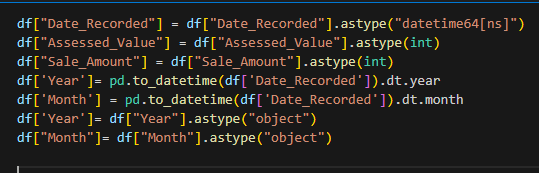 df["Date_Recorded"] = df["Date_Recorded"].astype("datetime64[ns]")
df["Assessed_Value"] = df["Assessed_Value"].astype(int)
df["Sale_Amount"] = df["Sale_Amount"].astype(int)
df['Year']= pd.to_datetime(df['Date_Recorded']).dt.year
df['Month'] = pd.to_datetime(df['Date_Recorded']).dt.month
df['Year']= df["Year"].astype("object")
df["Month"]= df["Month"].astype("object")